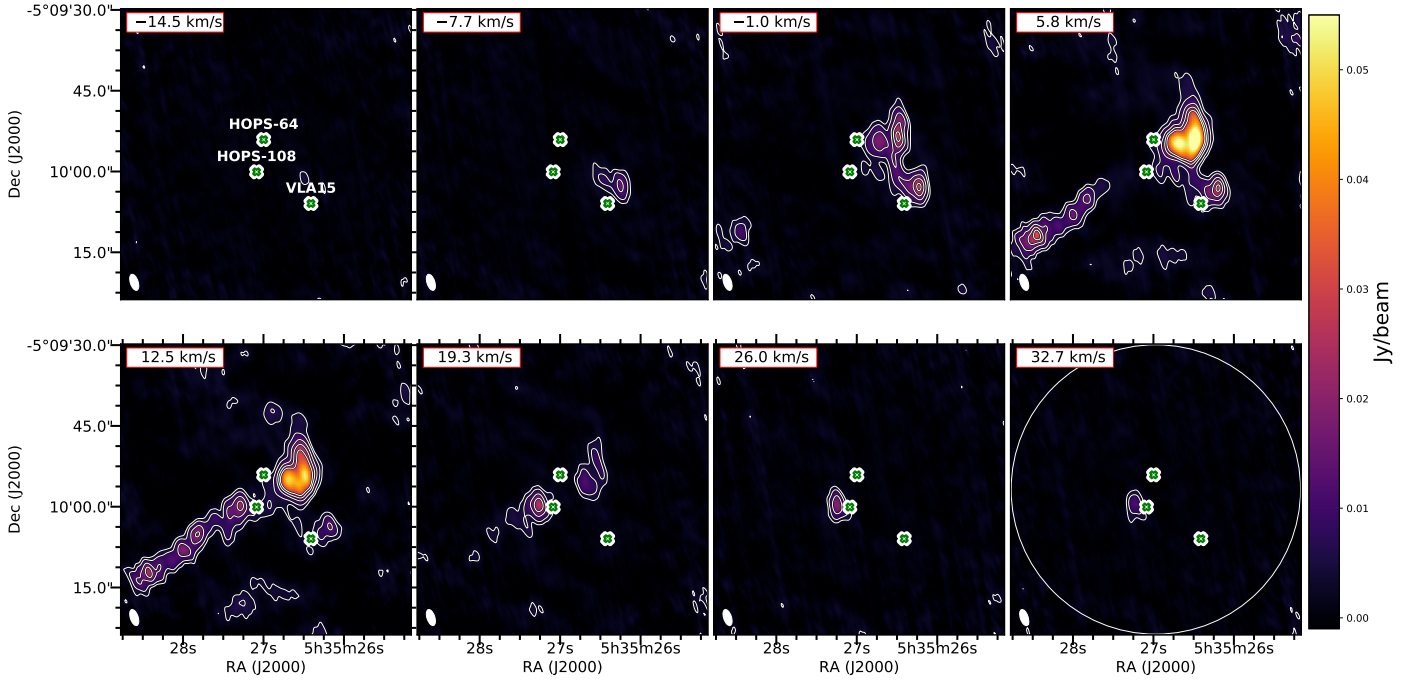 −14.5 km/s
−7.7 km/s
−1.0 km/s
5.8 km/s
-5°09'30.0"
45.0"
10'00.0"
15.0"
Dec (J2000)
HOPS-64
HOPS-108
VLA15
12.5 km/s
19.3 km/s
26.0 km/s
32.7 km/s
-5°09'30.0"
45.0"
10'00.0"
15.0"
Dec (J2000)
28s 27s 5h35m26s
RA (J2000)
28s 27s 5h35m26s
RA (J2000)
28s 27s 5h35m26s
RA (J2000)
28s 27s 5h35m26s
RA (J2000)
0.05
0.04
0.03
0.02
0.01
0.00
Jy/beam